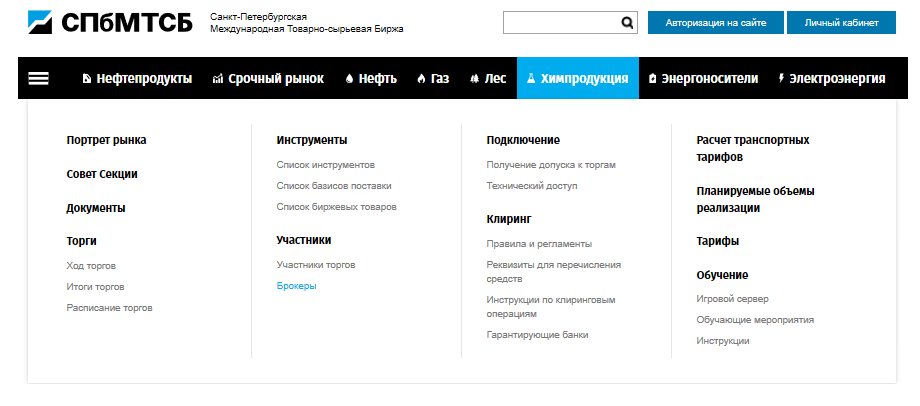 СПбМТСБ
Санкт-Петербургская
Международная Товарно-сырьевая Биржа
Авторизация на сайте
Личный кабинет
Нефтепродукты
Срочный рынок
Нефть
Газ
Лес
Химпродукция
Энергоносители
Электроэнергия
Портрет рынка
Совет Секции
Документы
Торги
Ход торгов
Итоги торгов
Расписание торгов
Инструменты
Список инструментов
Список базисов поставки
Список биржевых товаров
Участники
Участники торгов
Брокеры
Подключение
Получение допуска к торгам
Технический доступ
Клиринг
Правила и регламенты
Реквизиты для перечисления
средств
Инструкции по клиринговым
операциям
Гарантирующие банки
Расчет транспортных
тарифов
Планируемые объемы
реализации
Тарифы
Обучение
Игровой сервер
Обучающие мероприятия
Инструкции